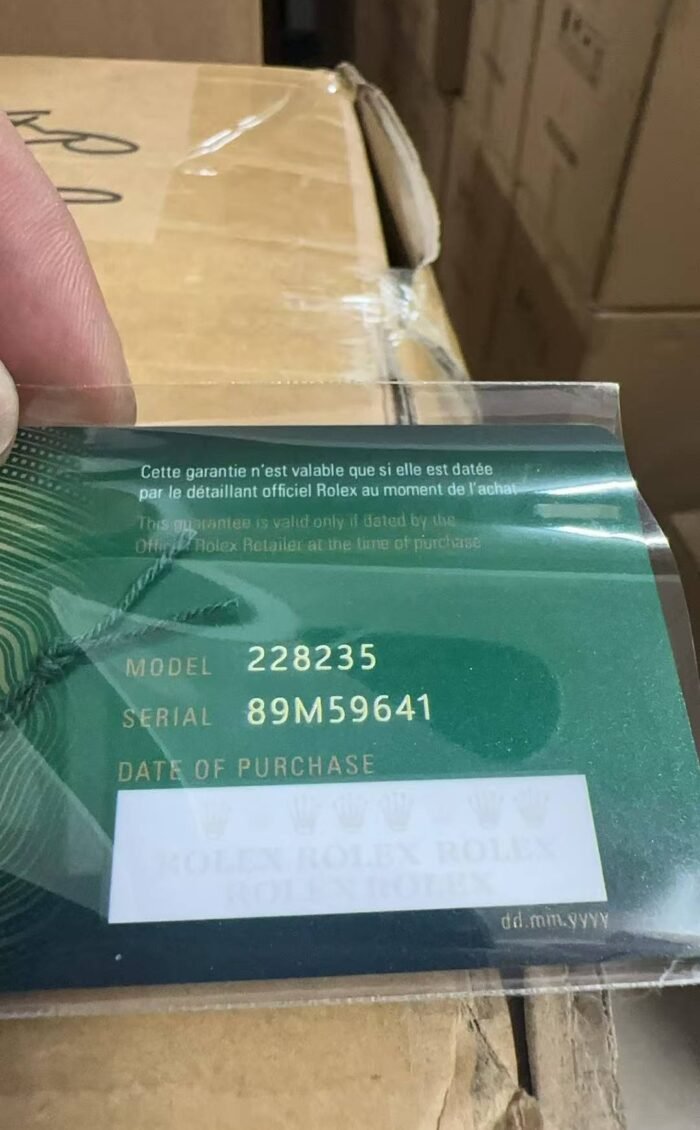 Cette garantie n'est valable que si elle est datée
par le détaillant officiel Rolex au moment de l'achat
This guarantee is valid only if dated by the
Official Rolex Retailer at the time of purchase
MODEL 228235
SERIAL 89M59641
DATE OF PURCHASE
ROLEX ROLEX ROLEX
ROLEX ROLEX
dd.mm.yyyy